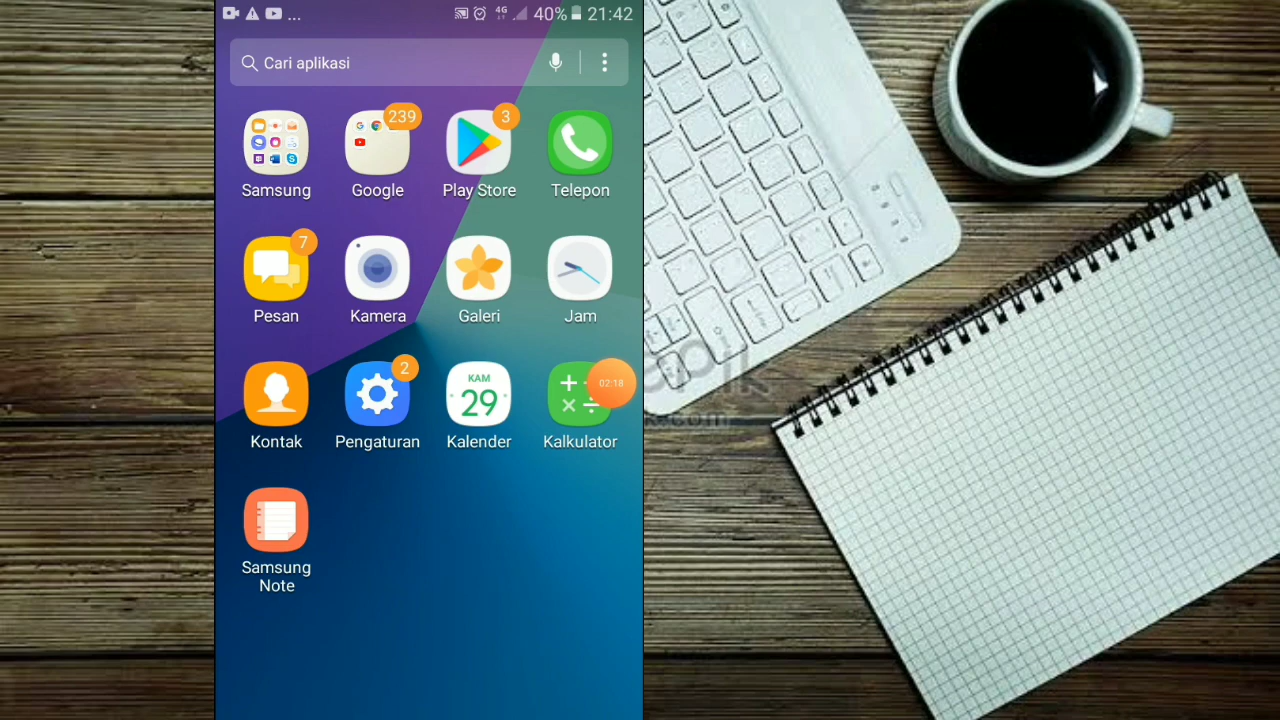 ... 4G 40% 21:42
Cari aplikasi
239
3
Samsung Google Play Store Telepon
7
Pesan Kamera Galeri Jam
2
KAM
29
02:18
Kontak Pengaturan Kalender Kalkulator
Samsung
Note